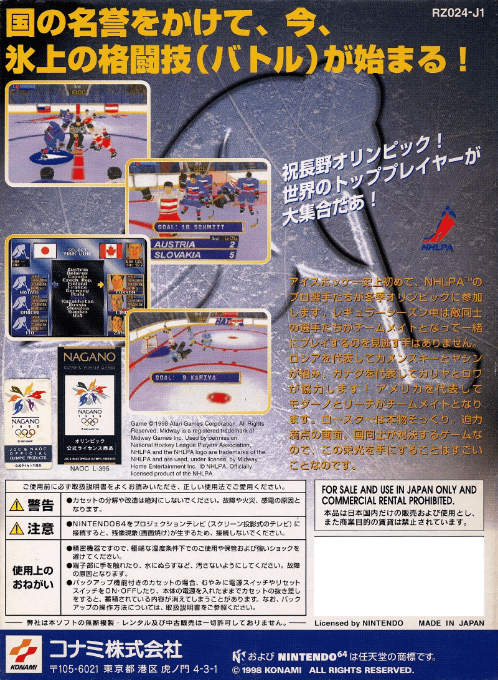 RZ024-J1
国の名誉をかけて、今、
氷上の格闘技(バトル)が始まる！
祝長野オリンピック！
世界のトッププレイヤーが
大集合だあ！
GOAL: 10 SCHMITT
AUSTRIA 2
SLOVAKIA 5
NHLPA
アイスホッケー史上初めて、NHLPA™の
プロ選手たちが冬季オリンピックに参加
します。レギュラーシーズン中は敵同士
の選手たちがチームメイトとなって一緒
にプレイするのを見逃す手はありません。
ロシアを代表してカメンスキーとヤシン
が組み、カナダを代表してカリヤとロワ
が協力します！アメリカを代表して
モダーノとリーチがチームメイトとなり
ます。ロースターは本物そっくり、迫力
満点の画面、国同士が対決するゲームな
ので、この栄光を手にすることはすごい
ことなのです。
GOAL: 9 KARIYA
NAGANO
NAGANO
1998
オリンピック
公式ライセンス商品
NAOC L-395
Game ©1998 Atari Games Corporation. All Rights
Reserved. Midway is a registered trademark of
Midway Games Inc. Used by permission
National Hockey League Players' Association,
NHLPA and the NHLPA logo are trademarks of the
NHLPA and are used, under license, by Midway
Home Entertainment Inc. © NHLPA. Officially
licensed product of the NHLPA.
ご使用前に必ず取扱説明書をよくお読みいただき、正しい使用法でご愛用ください。
警告
●カセットの分解や改造は絶対にしないでください。故障や火災、感電の原因と
なります。
注意
●NINTENDO64をプロジェクションテレビ(スクリーン投影式のテレビ)に
接続すると、残像現象(画面焼け)が生ずるため、接続しないでください。
使用上の
おねがい
●精密機器ですので、極端な温度条件下でのご使用や保管および強いショックを
避けてください。
●端子部に手を触れたり、水にぬらすなど、汚さないようにしてください。故障
の原因となります。
●バックアップ機能付きのカセットの場合、むやみに電源スイッチやリセット
スイッチをON・OFFしたり、本体の電源を入れたままでカセットの抜き差し
をすると、蓄積されている内容が消えてしまうことがあります。なお、バック
アップの操作方法については、取扱説明書をご参照ください。
弊社は本ソフトの無断複製・レンタル及び中古販売は一切許可しておりません。
FOR SALE AND USE IN JAPAN ONLY AND
COMMERCIAL RENTAL PROHIBITED.
本品は日本国内だけの販売および使用とし、
また商業目的の賃貸は禁止されています。
Licensed by NINTENDO MADE IN JAPAN
KONAMI
コナミ株式会社
〒105-6021 東京都港区虎ノ門4-3-1
および NINTENDO64 は任天堂の商標です。
©1998 KONAMI ALL RIGHTS RESERVED.